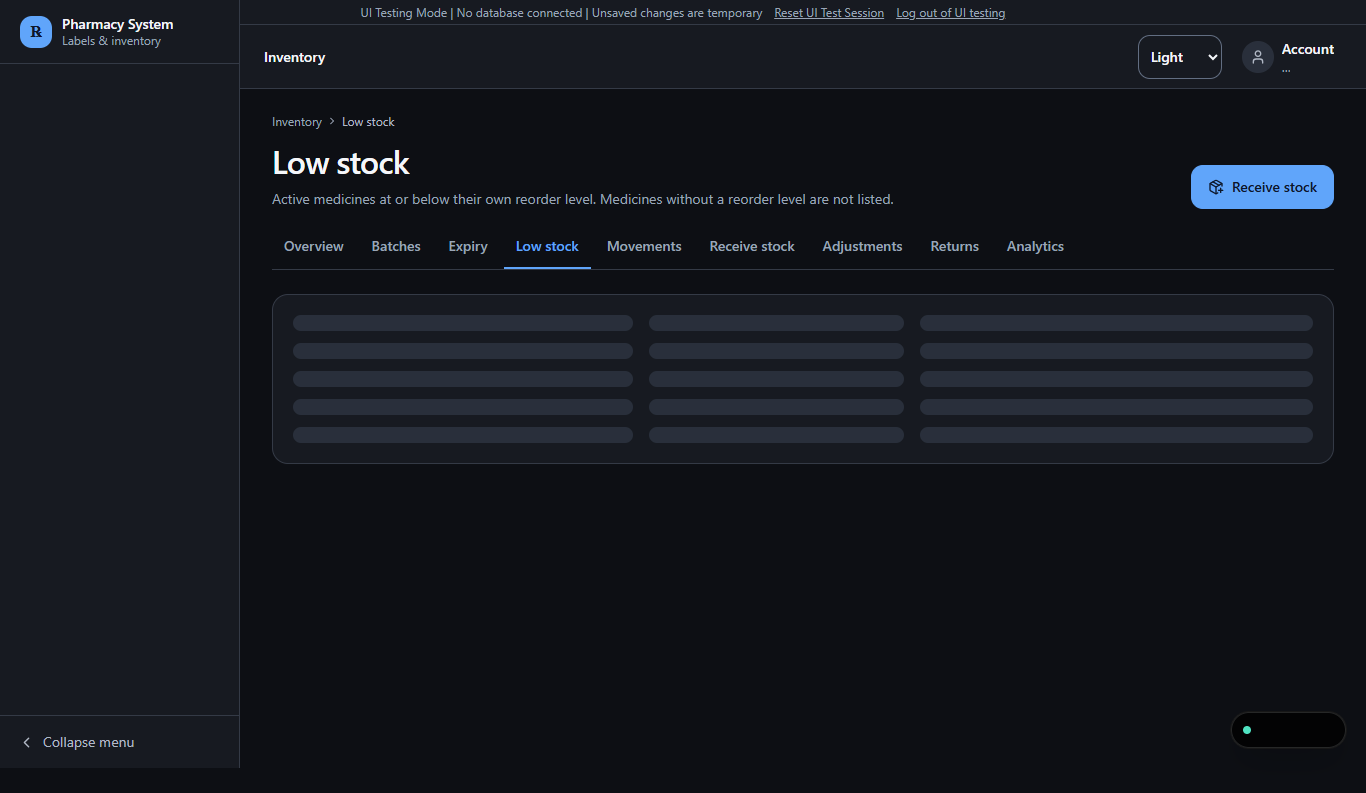 Pharmacy System
Labels & inventory
UI Testing Mode | No database connected | Unsaved changes are temporary Reset UI Test Session Log out of UI testing
Inventory
Light
Account
...
Inventory > Low stock
Low stock
Active medicines at or below their own reorder level. Medicines without a reorder level are not listed.
Receive stock
Overview Batches Expiry Low stock Movements Receive stock Adjustments Returns Analytics
Collapse menu